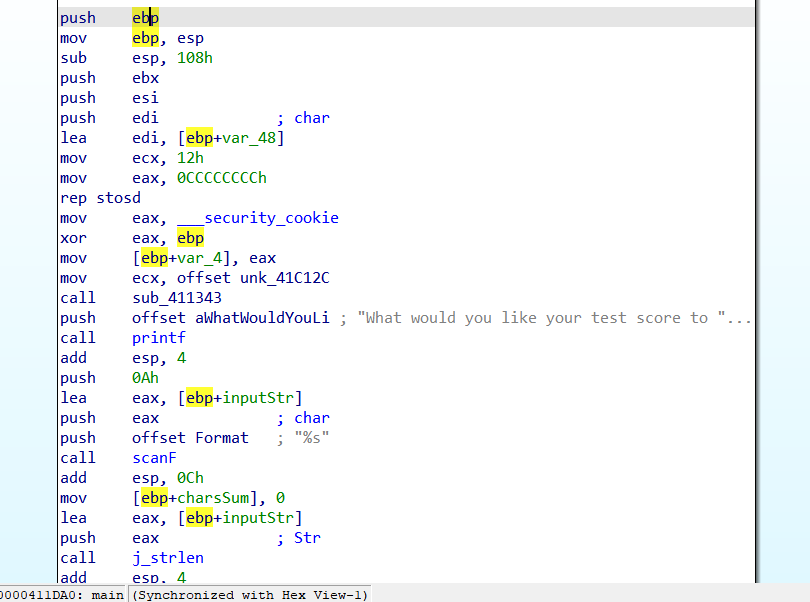 push ebp
mov ebp, esp
sub esp, 108h
push ebx
push esi
push edi ; char
lea edi, [ebp+var_48]
mov ecx, 12h
mov eax, 0CCCCCCCCh
rep stosd
mov eax, ___security_cookie
xor eax, ebp
mov [ebp+var_4], eax
mov ecx, offset unk_41C12C
call sub_411343
push offset aWhatWouldYouLi ; "What would you like your test score to "...
call printf
add esp, 4
push 0Ah
lea eax, [ebp+inputStr]
push eax ; char
push offset Format ; "%s"
call scanF
add esp, 0Ch
mov [ebp+charsSum], 0
lea eax, [ebp+inputStr]
push eax ; Str
call j_strlen
add esp, 4
0000411DA0: main (Synchronized with Hex View-1)